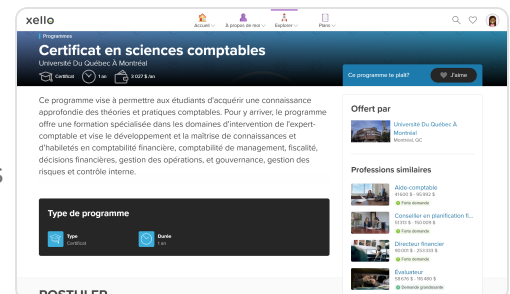 xello
Accueil
À propos de moi
Explorer
Plans
Programmes
Certificat en sciences comptables
Université Du Québec À Montréal
Certificat
1 an
3 027 $ /an
Ce programme te plaît?
J'aime
Ce programme vise à permettre aux étudiants d'acquérir une connaissance
approfondie des théories et pratiques comptables. Pour y arriver, le programme
offre une formation spécialisée dans les domaines d'intervention de l'expert-
comptable et vise le développement et la maîtrise de connaissances et
d'habiletés en comptabilité financière, comptabilité de management, fiscalité,
décisions financières, gestion des opérations, et gouvernance, gestion des
risques et contrôle interne.
Type de programme
Type
Certificat
Durée
1 an
Offert par
Université Du Québec À
Montréal
Montréal, QC
Professions similaires
Aide-comptable
Forte demande
Conseiller en planification fi...
Forte demande
Directeur financier
Forte demande
Évaluateur
Demande grandissante
POSTULER
s